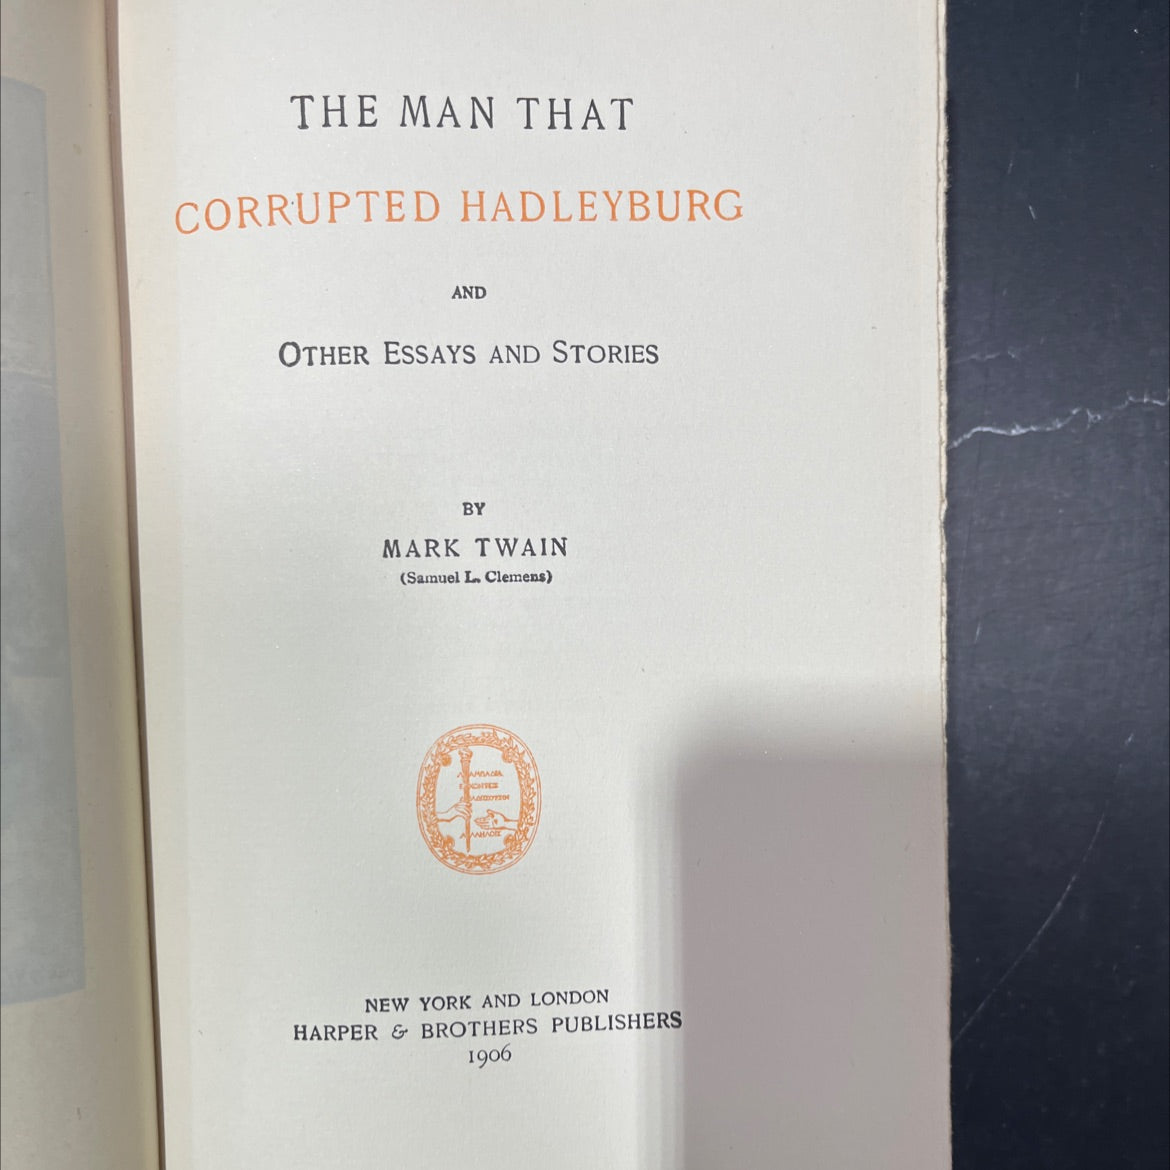 THE MAN THAT
CORRUPTED HADLEYBURG
AND
OTHER ESSAYS AND STORIES
BY
MARK TWAIN
(Samuel L. Clemens)
NEW YORK AND LONDON
HARPER & BROTHERS PUBLISHERS
1906